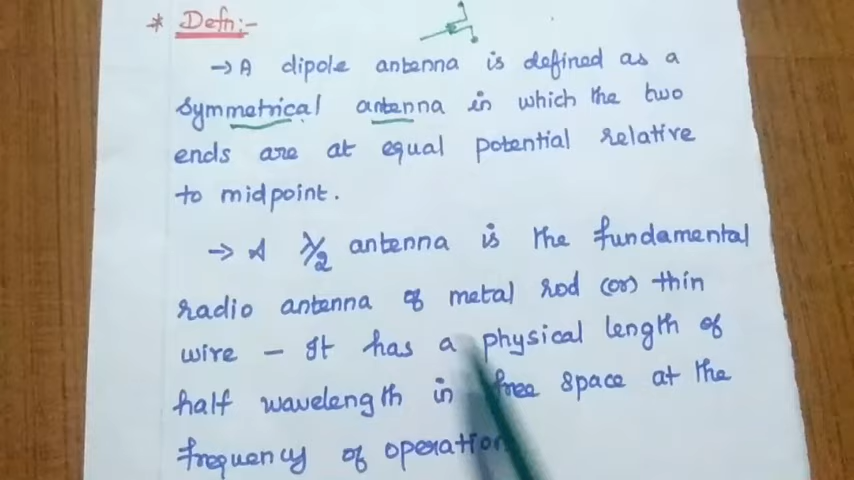 * Defn:-
→ A dipole antenna is defined as a
symmetrical antenna in which the two
ends are at equal potential relative
to midpoint.
→ A λ/2 antenna is the fundamental
radio antenna of metal rod (or) thin
wire - It has a physical length of
half wavelength in free space at the
frequency of operation